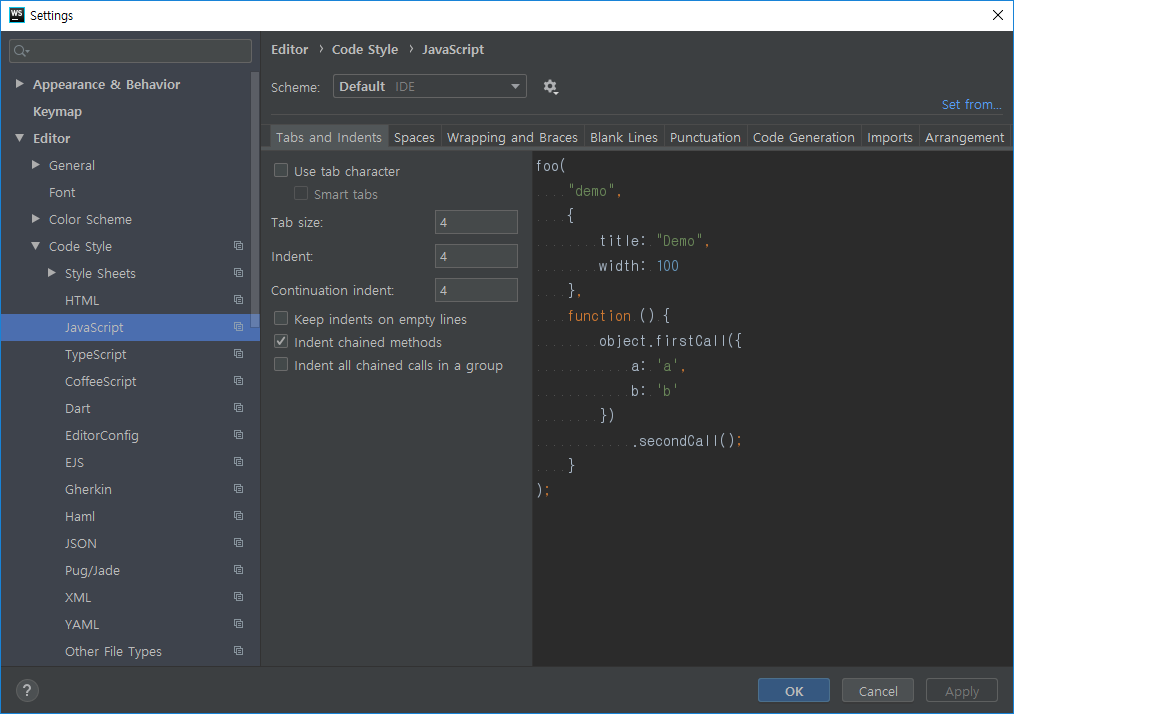 WS Settings
Editor › Code Style › JavaScript
Appearance & Behavior
Keymap
Editor
General
Font
Color Scheme
Code Style
Style Sheets
HTML
JavaScript
TypeScript
CoffeeScript
Dart
EditorConfig
EJS
Gherkin
Haml
JSON
Pug/Jade
XML
YAML
Other File Types
Scheme: Default IDE
Set from...
Tabs and Indents Spaces Wrapping and Braces Blank Lines Punctuation Code Generation Imports Arrangement
Use tab character
Smart tabs
Tab size: 4
Indent: 4
Continuation indent: 4
Keep indents on empty lines
Indent chained methods
Indent all chained calls in a group
foo(
"demo",
{
title: "Demo",
width: 100
},
function () {
object.firstCall({
a: 'a',
b: 'b'
})
.secondCall();
}
);
? OK Cancel Apply